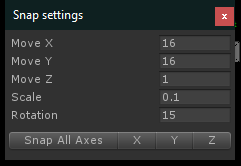 Snap settings x
Move X 16
Move Y 16
Move Z 1
Scale 0.1
Rotation 15
Snap All Axes X Y Z